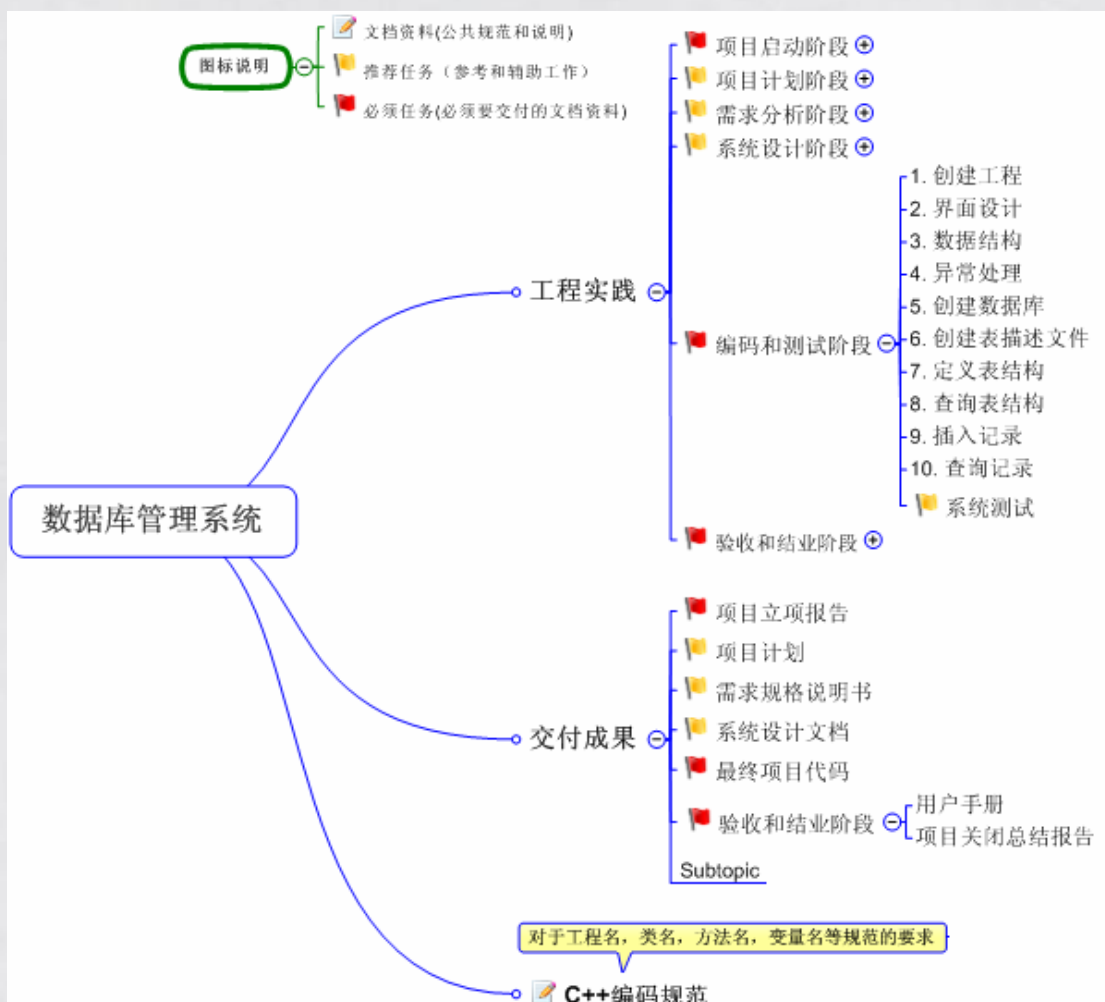 图标说明
文档资料(公共规范和说明)
推荐任务（参考和辅助工作）
必须任务(必须要交付的文档资料)
数据库管理系统
工程实践
项目启动阶段
项目计划阶段
需求分析阶段
系统设计阶段
编码和测试阶段
1. 创建工程
2. 界面设计
3. 数据结构
4. 异常处理
5. 创建数据库
6. 创建表描述文件
7. 定义表结构
8. 查询表结构
9. 插入记录
10. 查询记录
系统测试
验收和结业阶段
交付成果
项目立项报告
项目计划
需求规格说明书
系统设计文档
最终项目代码
验收和结业阶段
用户手册
项目关闭总结报告
Subtopic
对于工程名，类名，方法名，变量名等规范的要求
C++编码规范